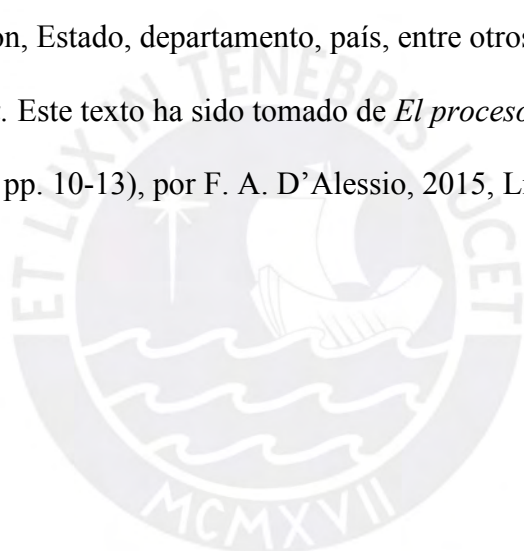 on, Estado, departamento, país, entre otros
. Este texto ha sido tomado de El proceso
pp. 10-13), por F. A. D’Alessio, 2015, Li
ET LUX IN TENEBRIS LUCET
MCMXVII